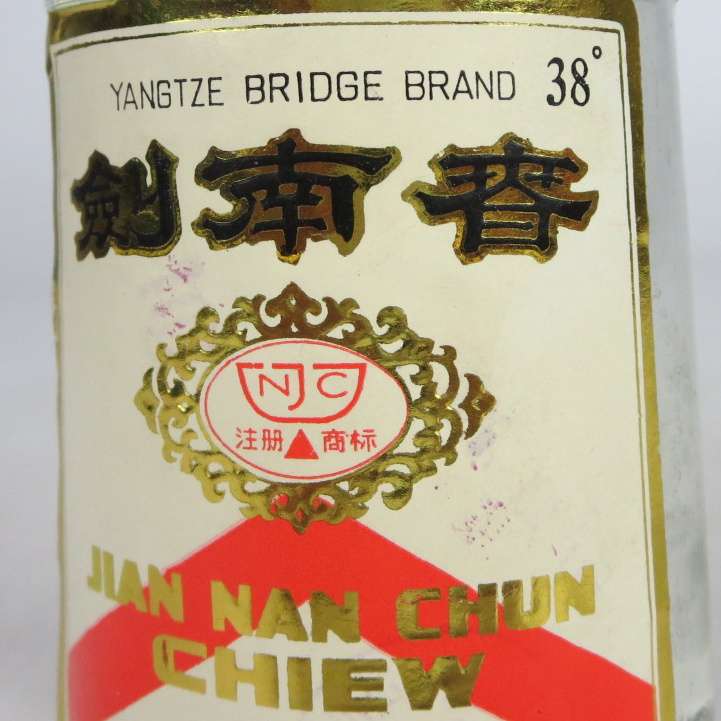 YANGTZE BRIDGE BRAND 38°
劍南春
NJC
注册▲商标
JIAN NAN CHUN
CHIEW